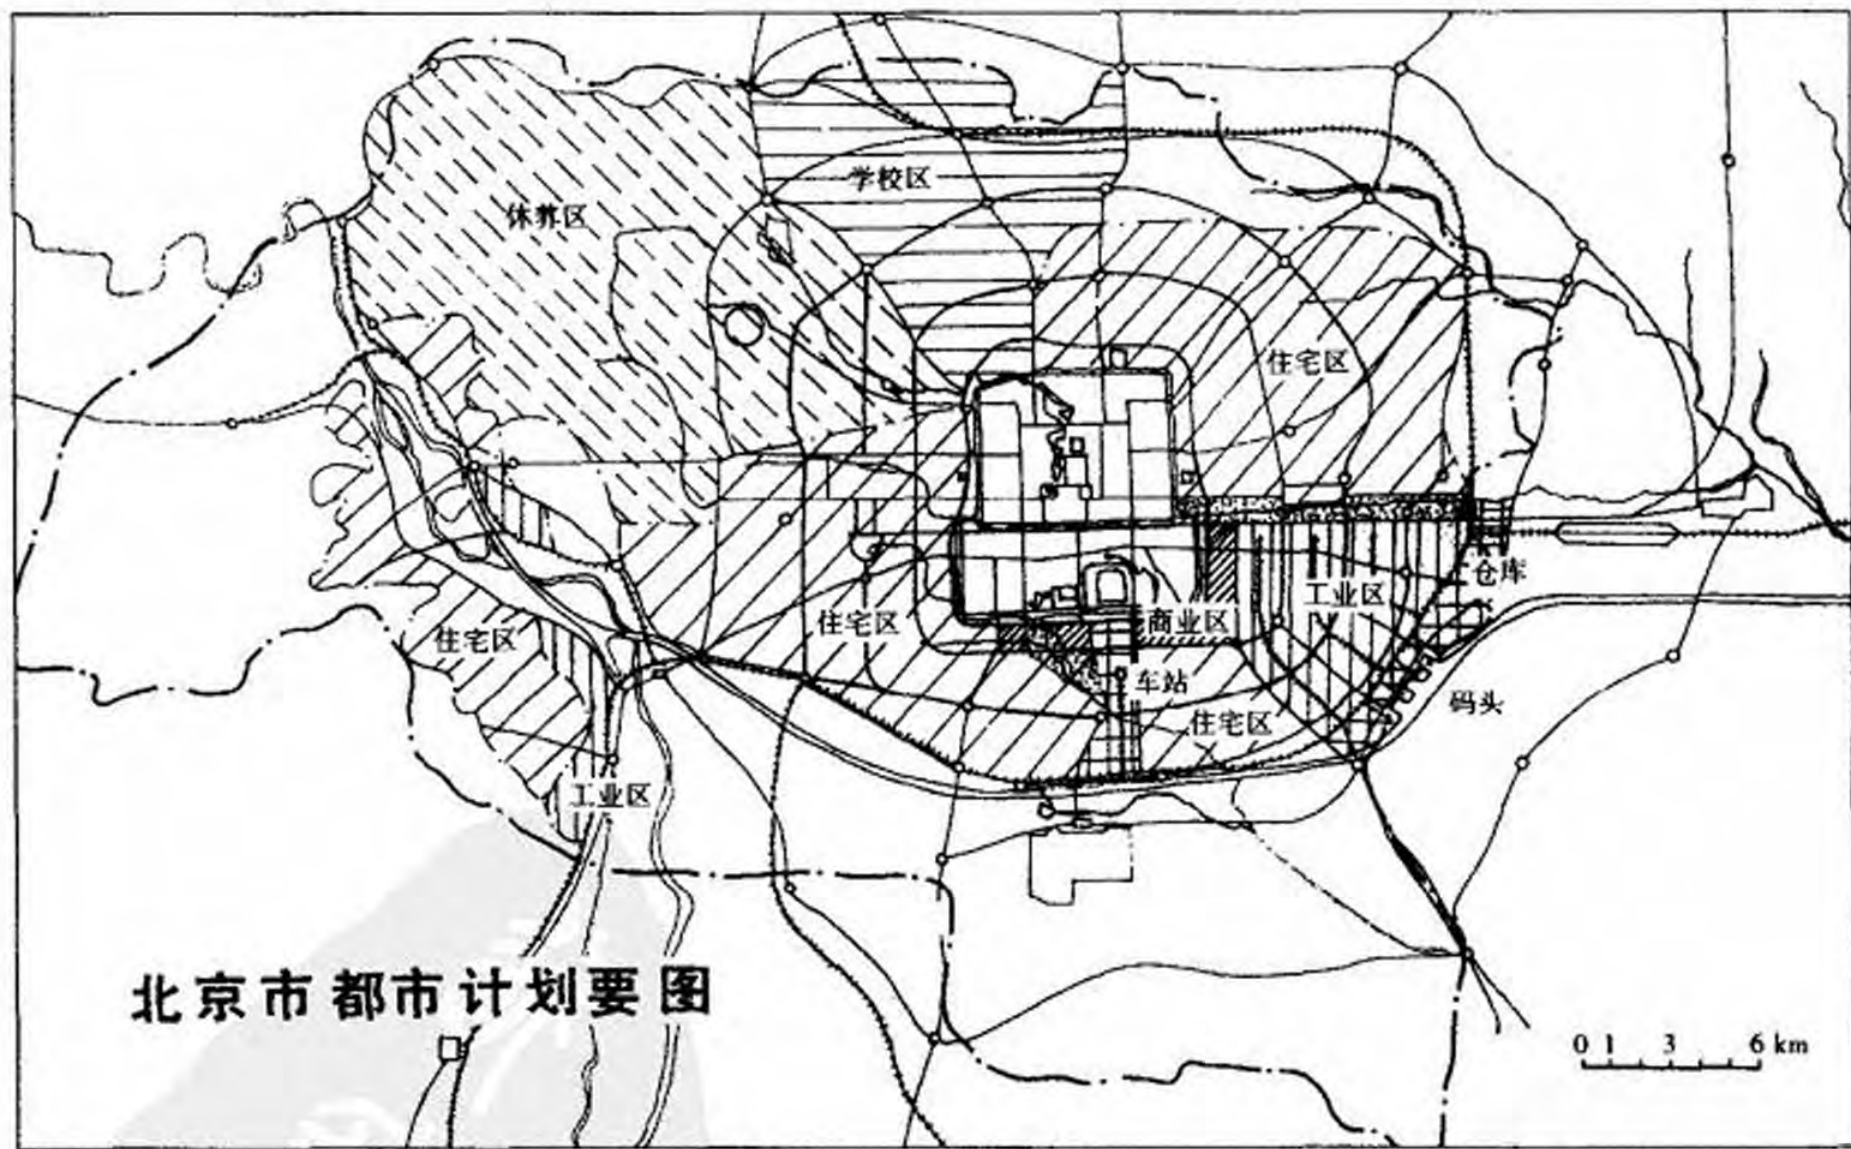 学校区
休养区
住宅区
仓库
工业区
住宅区
商业区
住宅区
车站
码头
住宅区
工业区
北京市都市计划要图
0 1 3 6 km